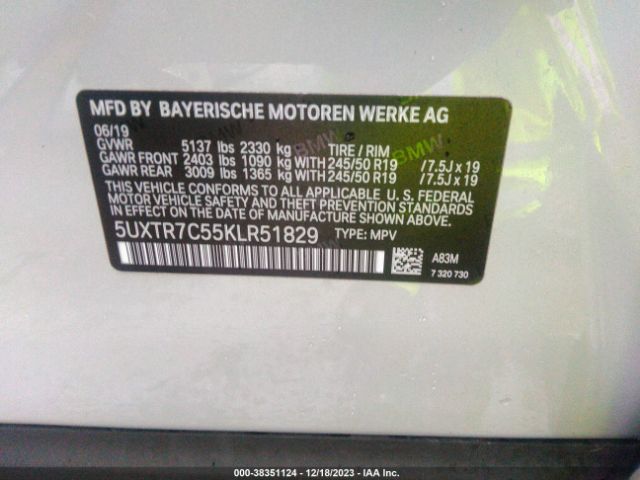 MFD BY BAYERISCHE MOTOREN WERKE AG
06/19
GVWR 5137 lbs 2330 kg TIRE / RIM
GAWR FRONT 2403 lbs 1090 kg WITH 245/50 R19 /7.5J x 19
GAWR REAR 3009 lbs 1365 kg WITH 245/50 R19 /7.5J x 19
THIS VEHICLE CONFORMS TO ALL APPLICABLE U. S. FEDERAL
MOTOR VEHICLE SAFETY AND THEFT PREVENTION
STANDARDS IN EFFECT ON THE DATE OF MANUFACTURE SHOWN ABOVE.
5UXTR7C55KLR51829 TYPE: MPV
A83M
7 320 730
BMW
BMW
BMW
BMW
000-38351124 - 12/18/2023 - IAA Inc.